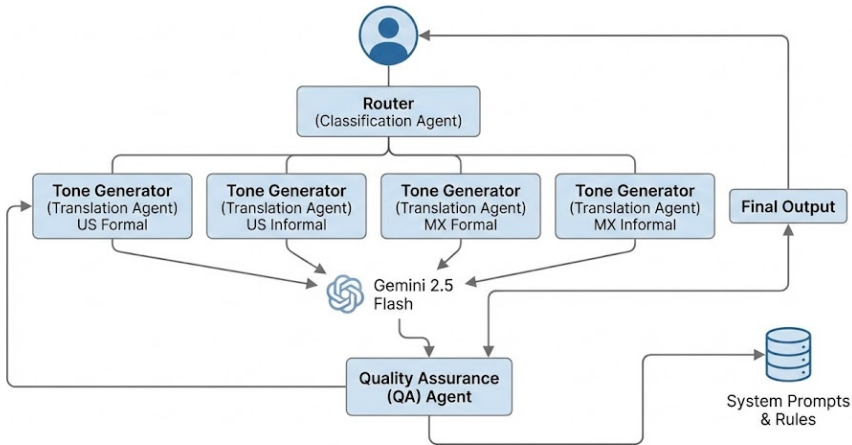 Router
(Classification Agent)
Tone Generator
(Translation Agent)
US Formal
Tone Generator
(Translation Agent)
US Informal
Tone Generator
(Translation Agent)
MX Formal
Tone Generator
(Translation Agent)
MX Informal
Final Output
Gemini 2.5
Flash
Quality Assurance
(QA) Agent
System Prompts
& Rules